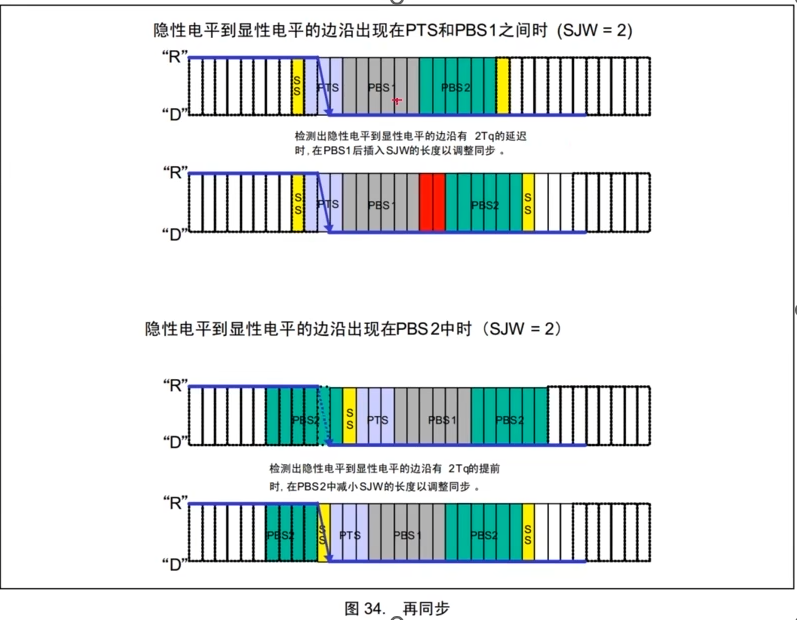 隐性电平到显性电平的边沿出现在PTS和PBS1之间时 (SJW = 2)
“R”
SS PTS PBS1 PBS2
“D”
检测出隐性电平到显性电平的边沿有 2Tq的延迟
时, 在PBS1后插入SJW的长度以调整同步 。
“R”
SS PTS PBS1 PBS2 SS
“D”
隐性电平到显性电平的边沿出现在PBS2中时（SJW = 2）
“R”
PBS2 SS PTS PBS1 PBS2
“D”
检测出隐性电平到显性电平的边沿有 2Tq的提前
时, 在PBS2中减小SJW的长度以调整同步 。
“R”
PBS2 SS PTS PBS1 PBS2 SS
“D”
图 34. 再同步